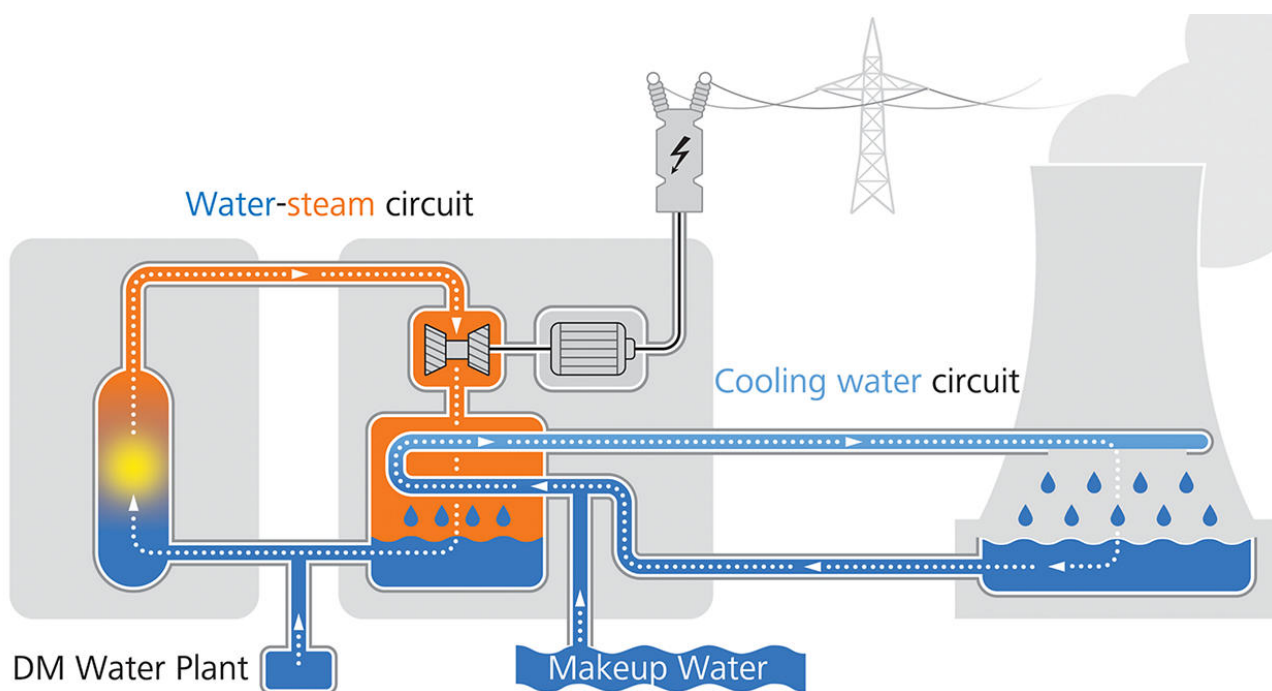 Water-steam circuit
Cooling water circuit
DM Water Plant
Makeup Water